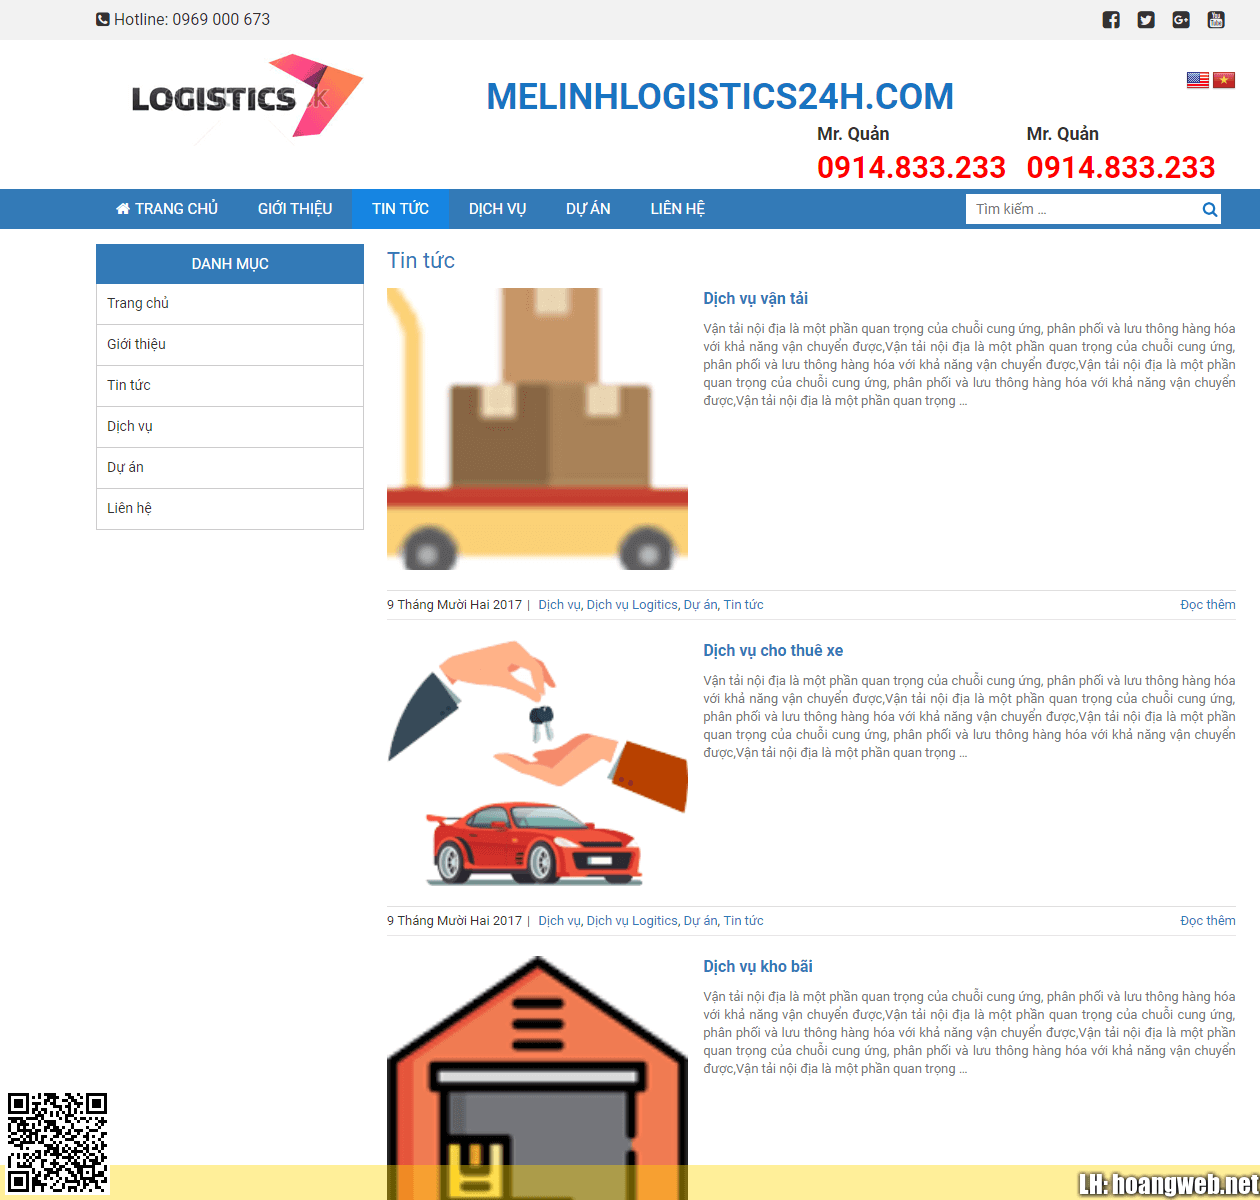 Hotline: 0969 000 673
LOGISTICS
MELINHLOGISTICS24H.COM
Mr. Quản
Mr. Quản
0914.833.233
0914.833.233
TRANG CHỦ GIỚI THIỆU TIN TỨC DỊCH VỤ DỰ ÁN LIÊN HỆ
Tìm kiếm ...
DANH MỤC
Trang chủ
Giới thiệu
Tin tức
Dịch vụ
Dự án
Liên hệ
Tin tức
Dịch vụ vận tải
Vận tải nội địa là một phần quan trọng của chuỗi cung ứng, phân phối và lưu thông hàng hóa
với khả năng vận chuyển được,Vận tải nội địa là một phần quan trọng của chuỗi cung ứng,
phân phối và lưu thông hàng hóa với khả năng vận chuyển được,Vận tải nội địa là một phần
quan trọng của chuỗi cung ứng, phân phối và lưu thông hàng hóa với khả năng vận chuyển
được,Vận tải nội địa là một phần quan trọng ...
9 Tháng Mười Hai 2017 | Dịch vụ, Dịch vụ Logitics, Dự án, Tin tức
Đọc thêm
Dịch vụ cho thuê xe
Vận tải nội địa là một phần quan trọng của chuỗi cung ứng, phân phối và lưu thông hàng hóa
với khả năng vận chuyển được,Vận tải nội địa là một phần quan trọng của chuỗi cung ứng,
phân phối và lưu thông hàng hóa với khả năng vận chuyển được,Vận tải nội địa là một phần
quan trọng của chuỗi cung ứng, phân phối và lưu thông hàng hóa với khả năng vận chuyển
được,Vận tải nội địa là một phần quan trọng ...
9 Tháng Mười Hai 2017 | Dịch vụ, Dịch vụ Logitics, Dự án, Tin tức
Đọc thêm
Dịch vụ kho bãi
Vận tải nội địa là một phần quan trọng của chuỗi cung ứng, phân phối và lưu thông hàng hóa
với khả năng vận chuyển được,Vận tải nội địa là một phần quan trọng của chuỗi cung ứng,
phân phối và lưu thông hàng hóa với khả năng vận chuyển được,Vận tải nội địa là một phần
quan trọng của chuỗi cung ứng, phân phối và lưu thông hàng hóa với khả năng vận chuyển
được,Vận tải nội địa là một phần quan trọng ...
LH: hoangweb.net